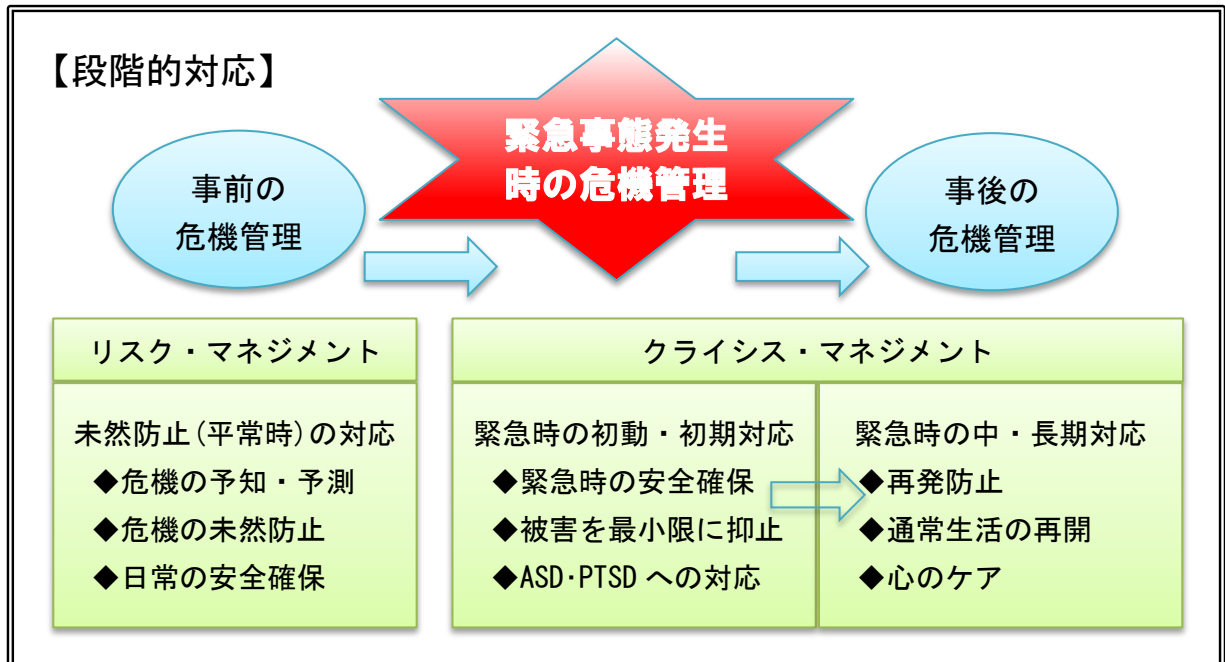 【段階的対応】
緊急事態発生
時の危機管理
事前の
危機管理
事後の
危機管理
リスク・マネジメント
クライシス・マネジメント
未然防止(平常時)の対応
◆危機の予知・予測
◆危機の未然防止
◆日常の安全確保
緊急時の初動・初期対応
◆緊急時の安全確保
◆被害を最小限に抑止
◆ASD・PTSD への対応
緊急時の中・長期対応
◆再発防止
◆通常生活の再開
◆心のケア